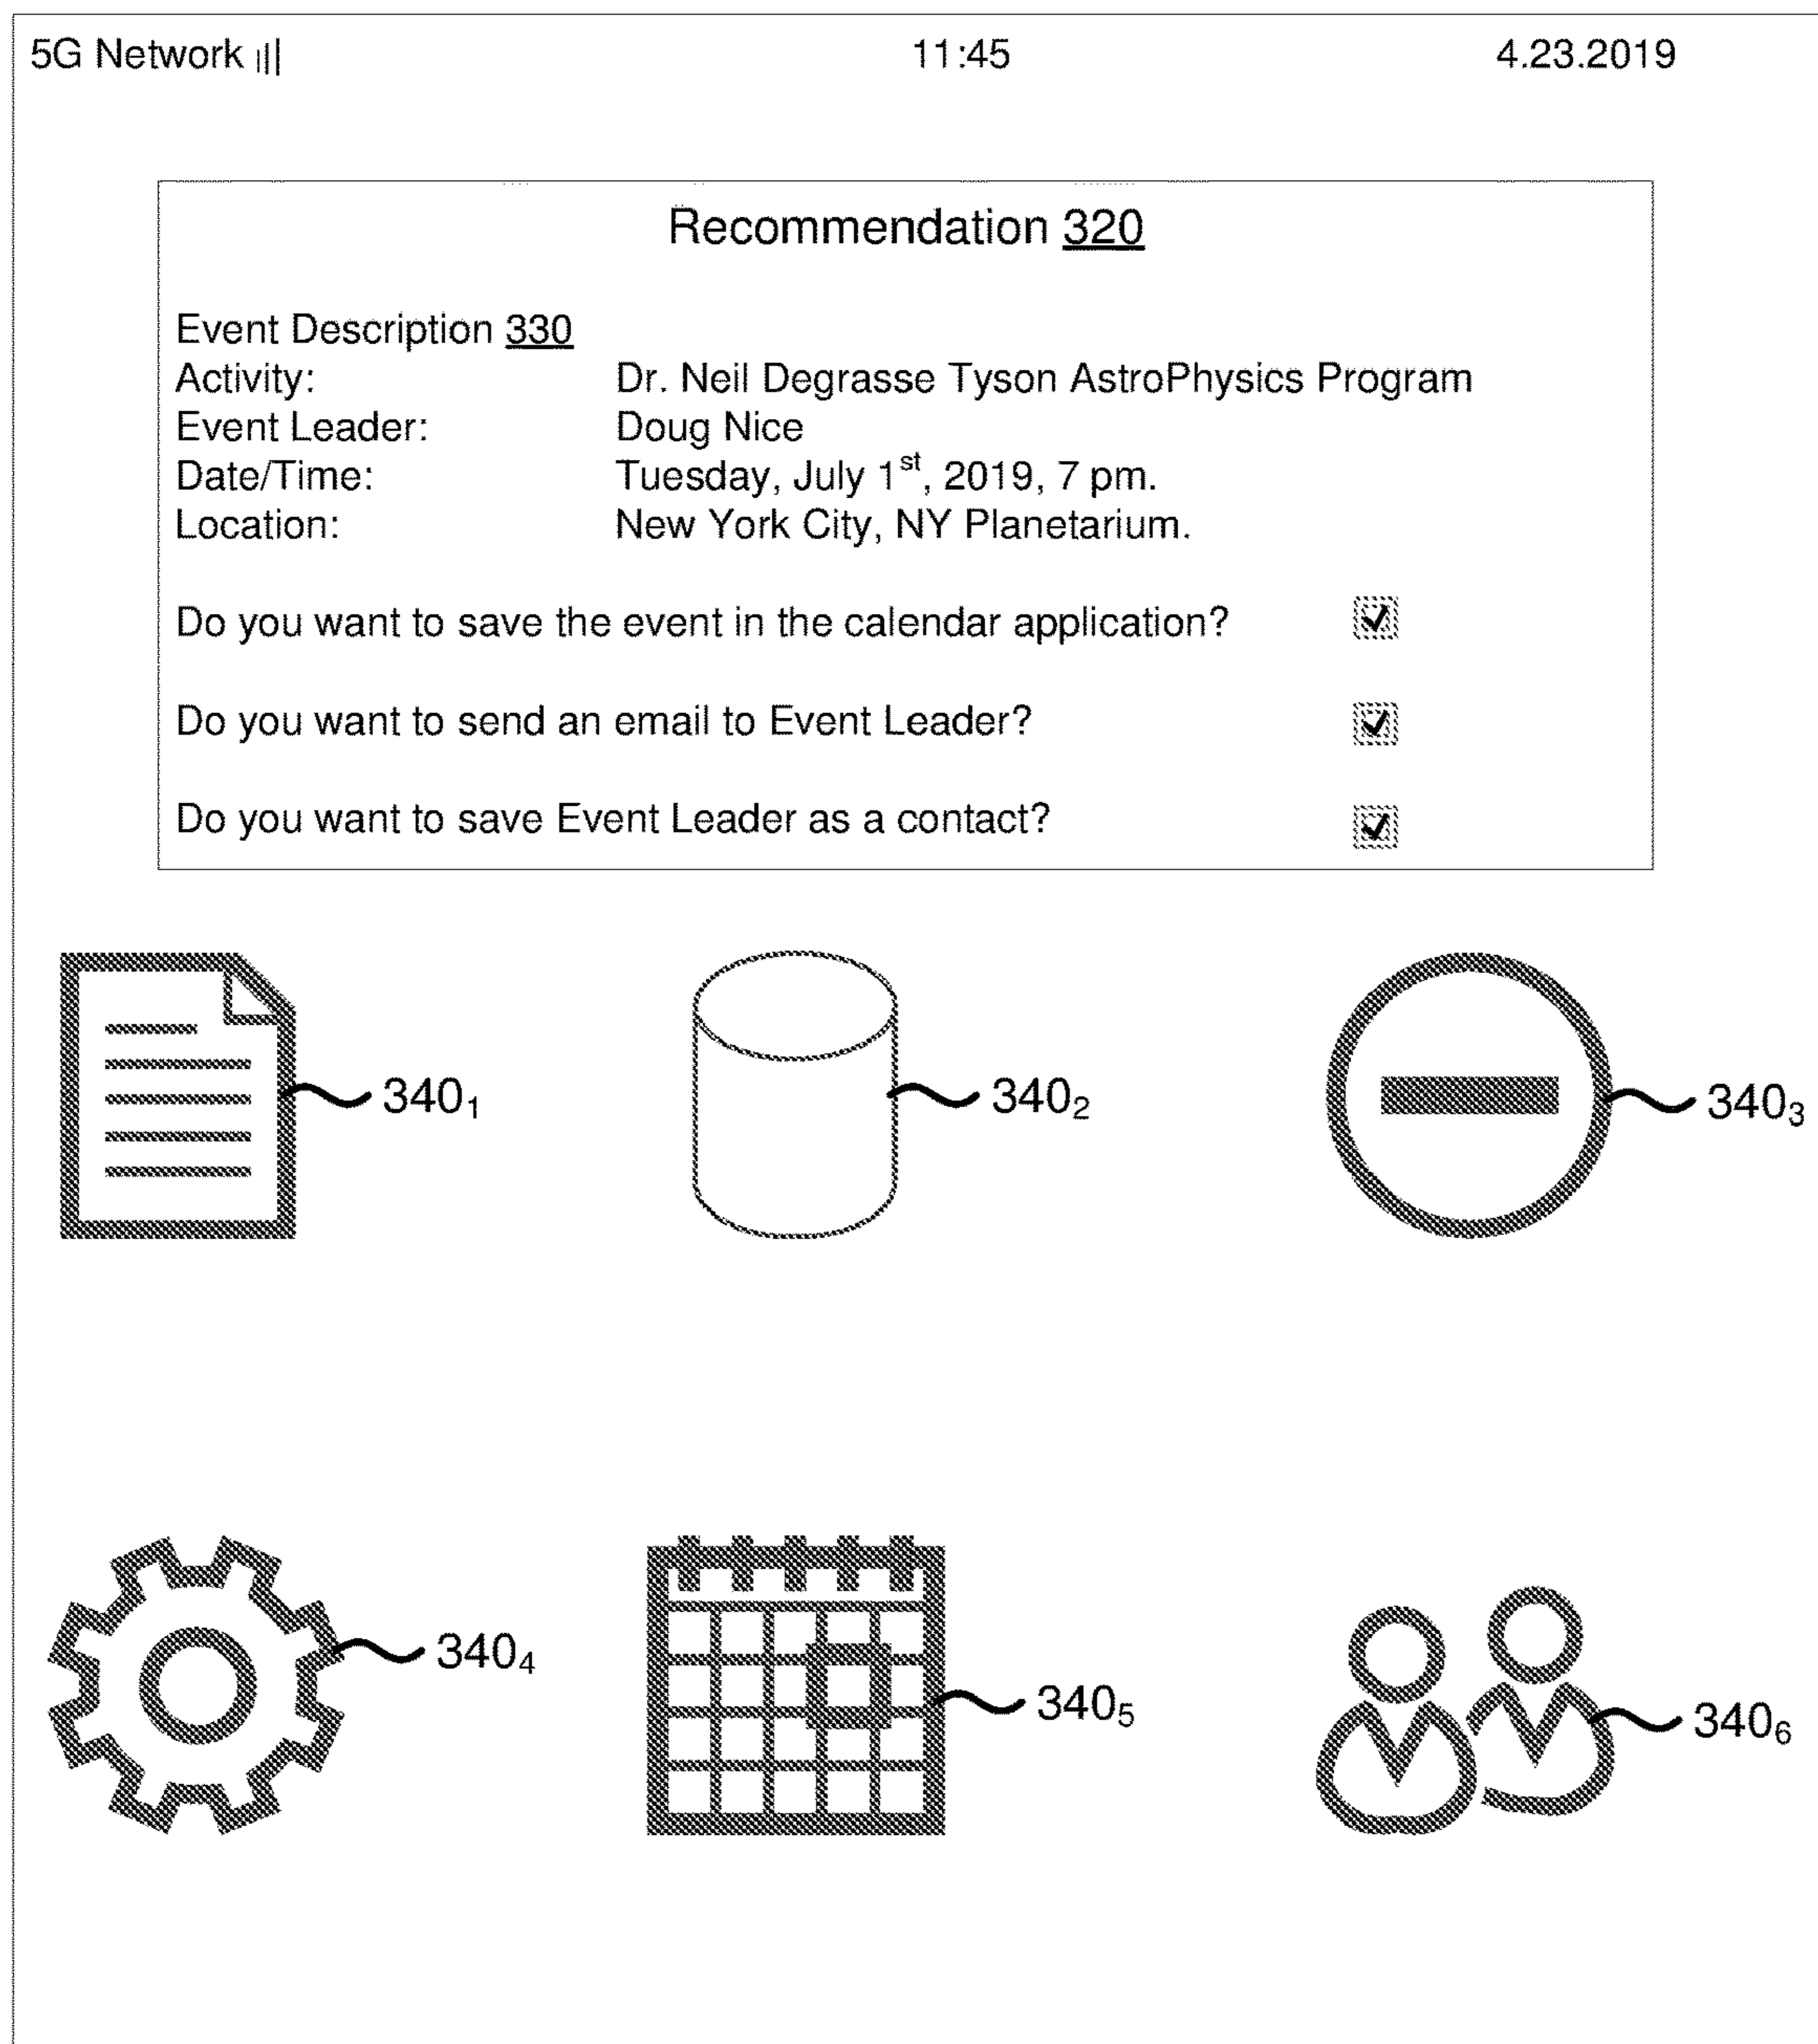 5G Network 11:45 4.23.2019
Recommendation 320
Event Description 330
Activity: Dr. Neil Degrasse Tyson AstroPhysics Program
Event Leader: Doug Nice
Date/Time: Tuesday, July 1st, 2019, 7 pm.
Location: New York City, NY Planetarium.
Do you want to save the event in the calendar application?
Do you want to send an email to Event Leader?
Do you want to save Event Leader as a contact?
340₁ 340₂ 340₃
340₄ 340₅ 340₆